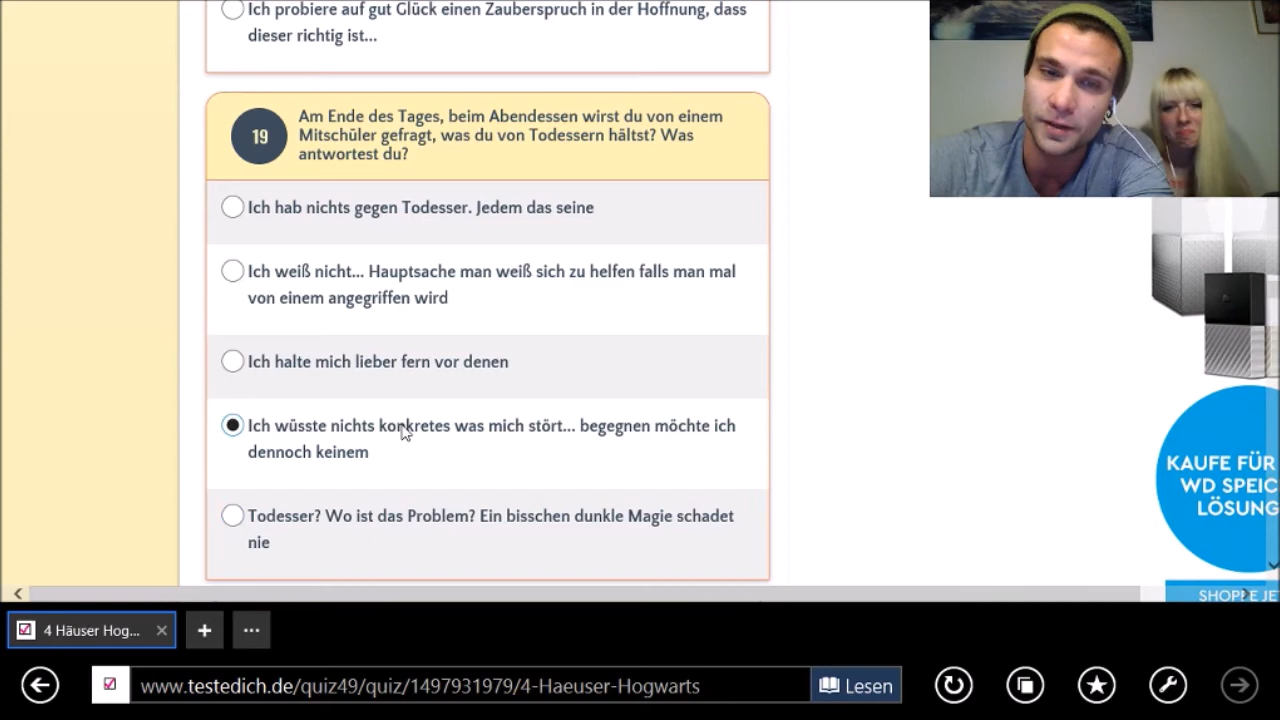 Ich probiere auf gut Glück einen Zauberspruch in der Hoffnung, dass
dieser richtig ist...
19
Am Ende des Tages, beim Abendessen wirst du von einem
Mitschüler gefragt, was du von Todessern hältst? Was
antwortest du?
Ich hab nichts gegen Todesser. Jedem das seine
Ich weiß nicht... Hauptsache man weiß sich zu helfen falls man mal
von einem angegriffen wird
Ich halte mich lieber fern vor denen
Ich wüsste nichts konkretes was mich stört... begegnen möchte ich
dennoch keinem
Todesser? Wo ist das Problem? Ein bisschen dunkle Magie schadet
nie
KAUFE FÜR
WD SPEIC
LÖSUNG
SHOPPE JE
4 Häuser Hog...
www.testedich.de/quiz49/quiz/1497931979/4-Haeuser-Hogwarts
Lesen